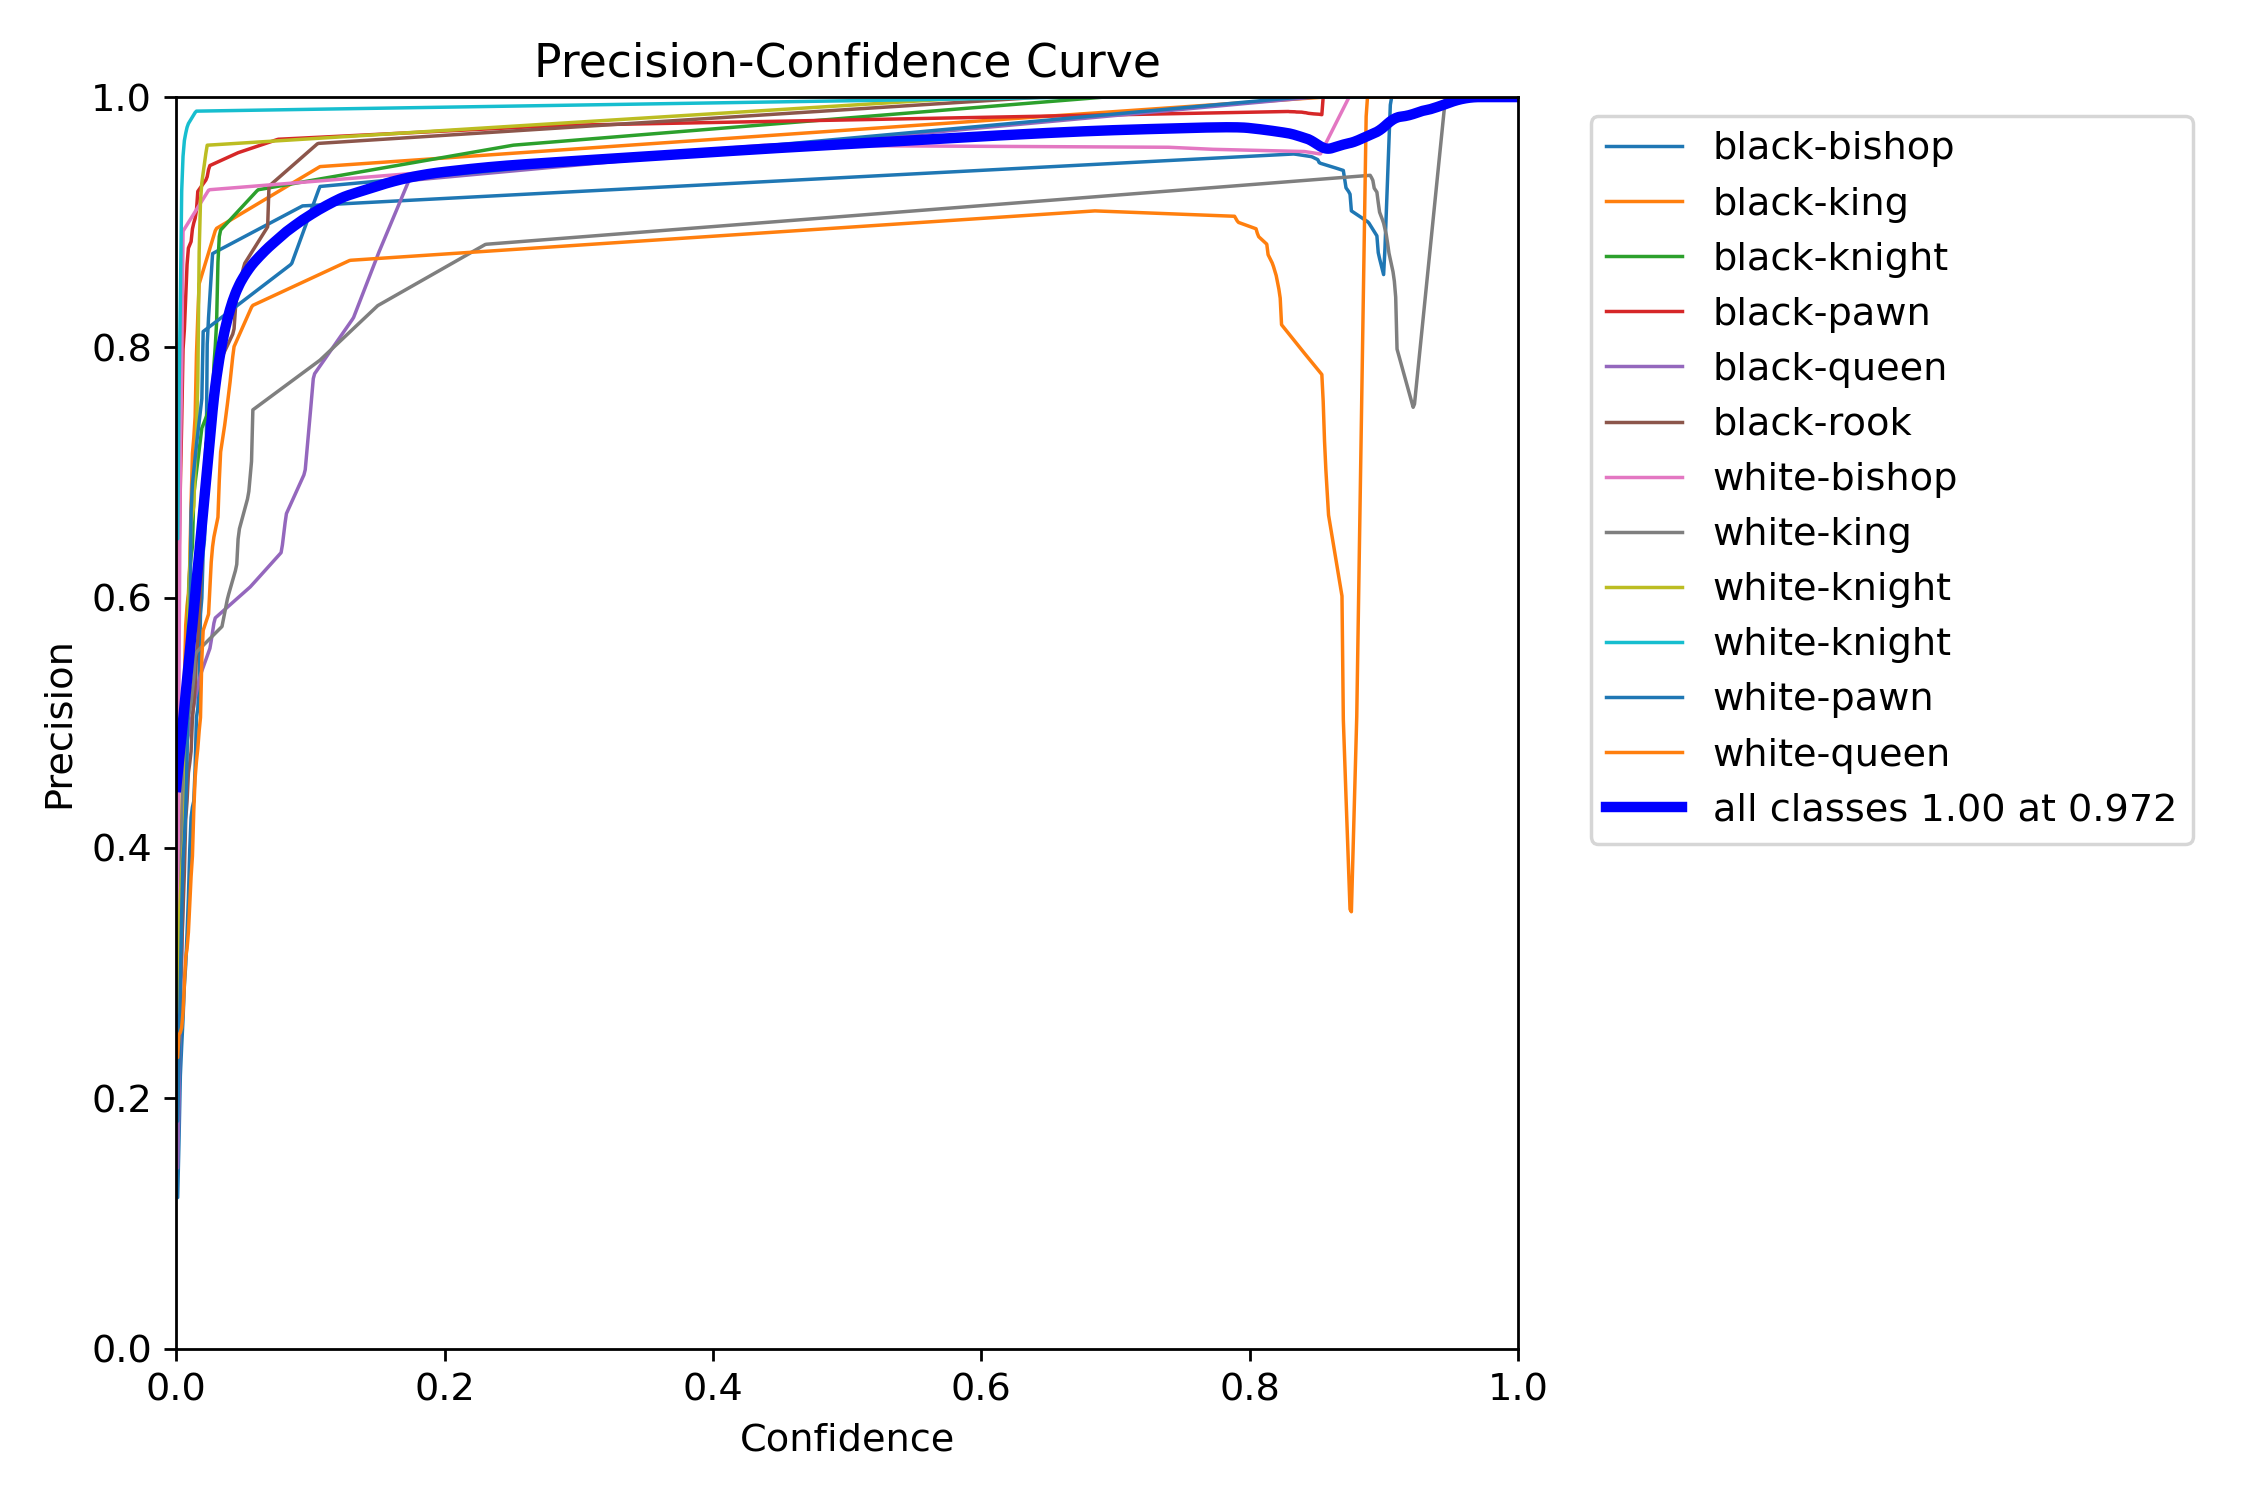 Precision-Confidence Curve
1.0
0.8
0.6
0.4
0.2
0.0
Precision
0.0 0.2 0.4 0.6 0.8 1.0
Confidence
black-bishop
black-king
black-knight
black-pawn
black-queen
black-rook
white-bishop
white-king
white-knight
white-knight
white-pawn
white-queen
all classes 1.00 at 0.972